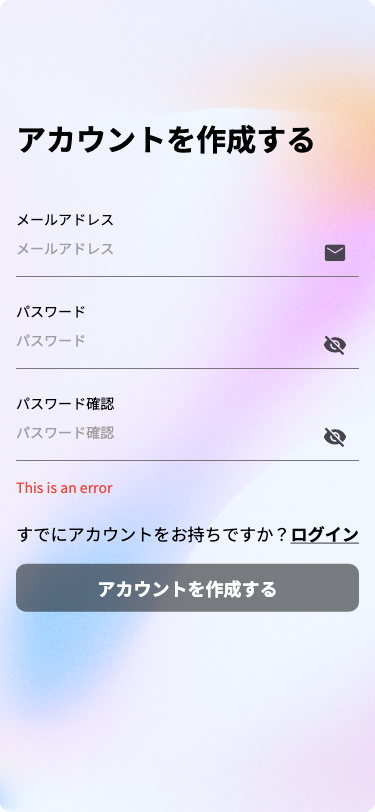 アカウントを作成する
メールアドレス
メールアドレス
パスワード
パスワード
パスワード確認
パスワード確認
This is an error
すでにアカウントをお持ちですか？ログイン
アカウントを作成する